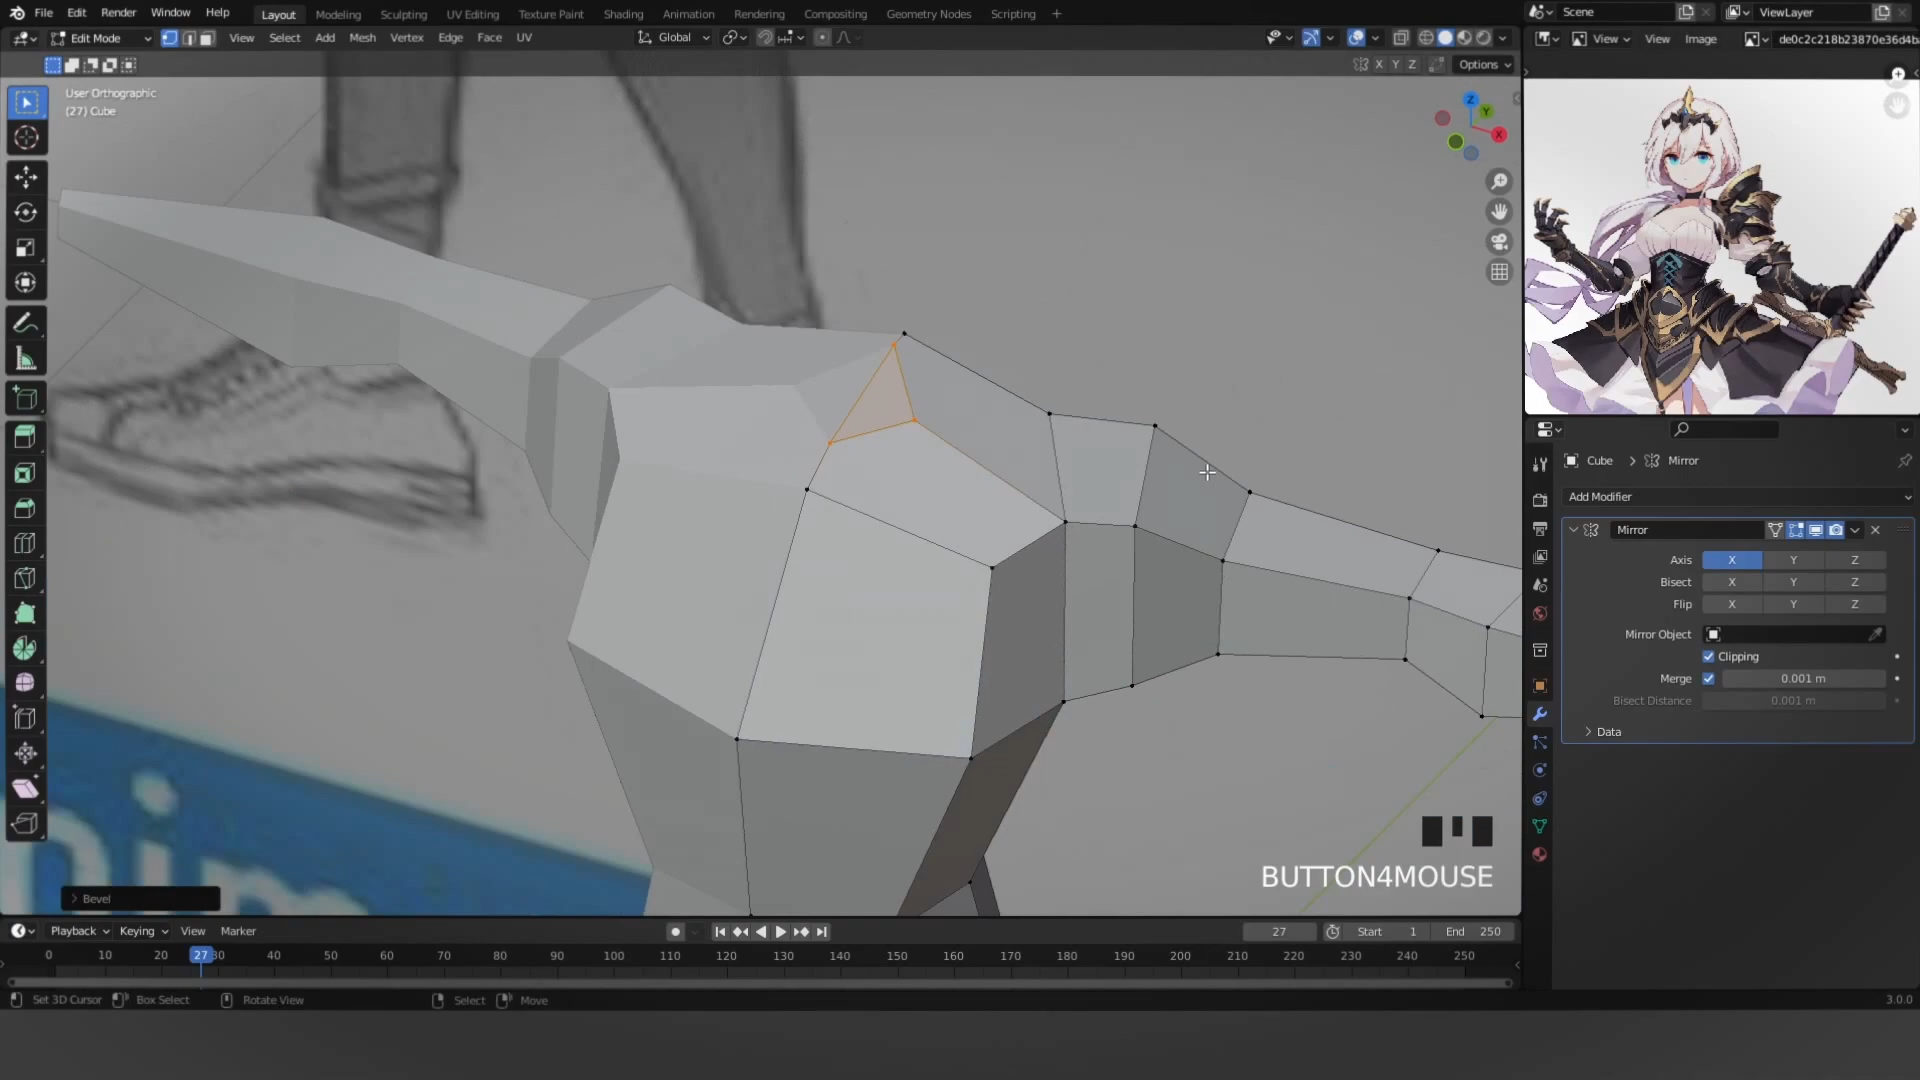 File Edit Render Window Help Layout Modeling Sculpting UV Editing Texture Paint Shading Animation Rendering Compositing Geometry Nodes Scripting + Scene ViewLayer
Edit Mode View Select Add Mesh Vertex Edge Face UV Global View View Image de0c2c218b23870e36d4b
X Y Z Options
User Orthographic
(27) Cube
Z
Y
X
Cube > Mirror
Add Modifier
Mirror
Axis X Y Z
Bisect X Y Z
Flip X Y Z
Mirror Object
Clipping
Merge 0.001 m
Bisect Distance 0.001 m
> Data
BUTTON4MOUSE
> Bevel
Playback Keying View Marker 27 Start 1 End 250
0 10 20 27 30 40 50 60 70 80 90 100 110 120 130 140 150 160 170 180 190 200 210 220 230 240 250
Set 3D Cursor Box Select Rotate View Select Move 3.0.0